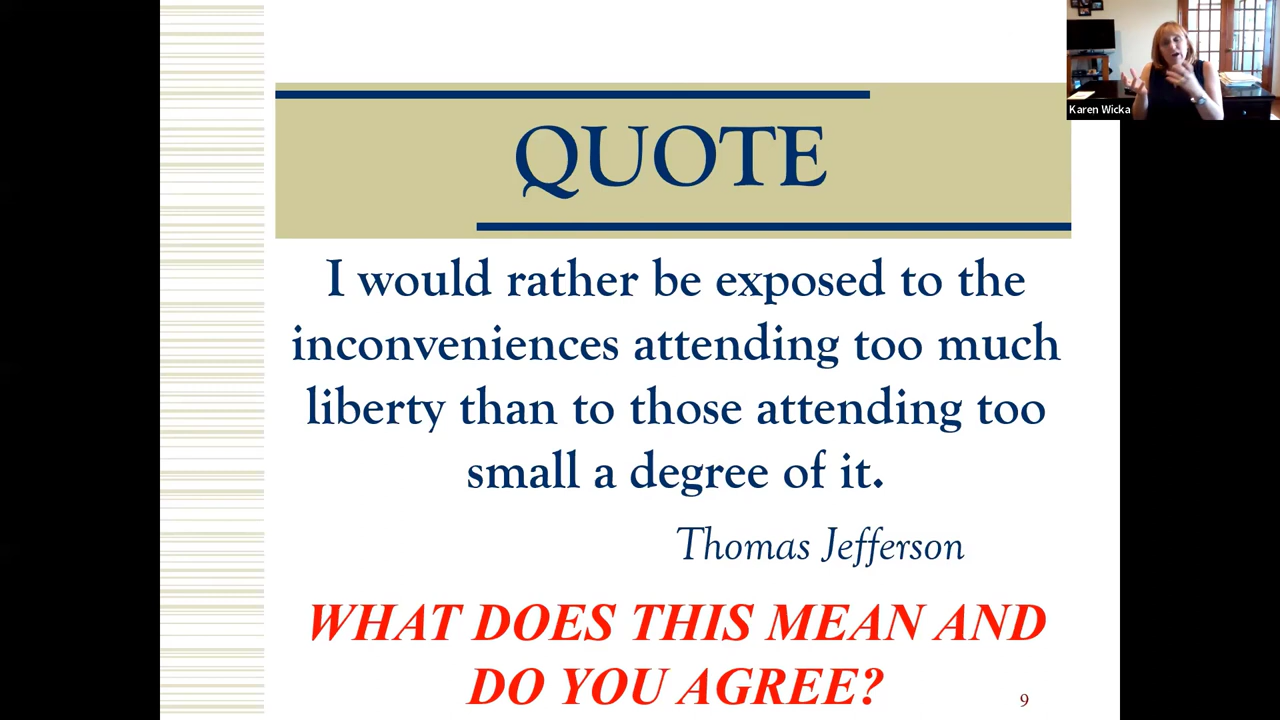 QUOTE
I would rather be exposed to the
inconveniences attending too much
liberty than to those attending too
small a degree of it.
Thomas Jefferson
WHAT DOES THIS MEAN AND
DO YOU AGREE?
9
Karen Wicka